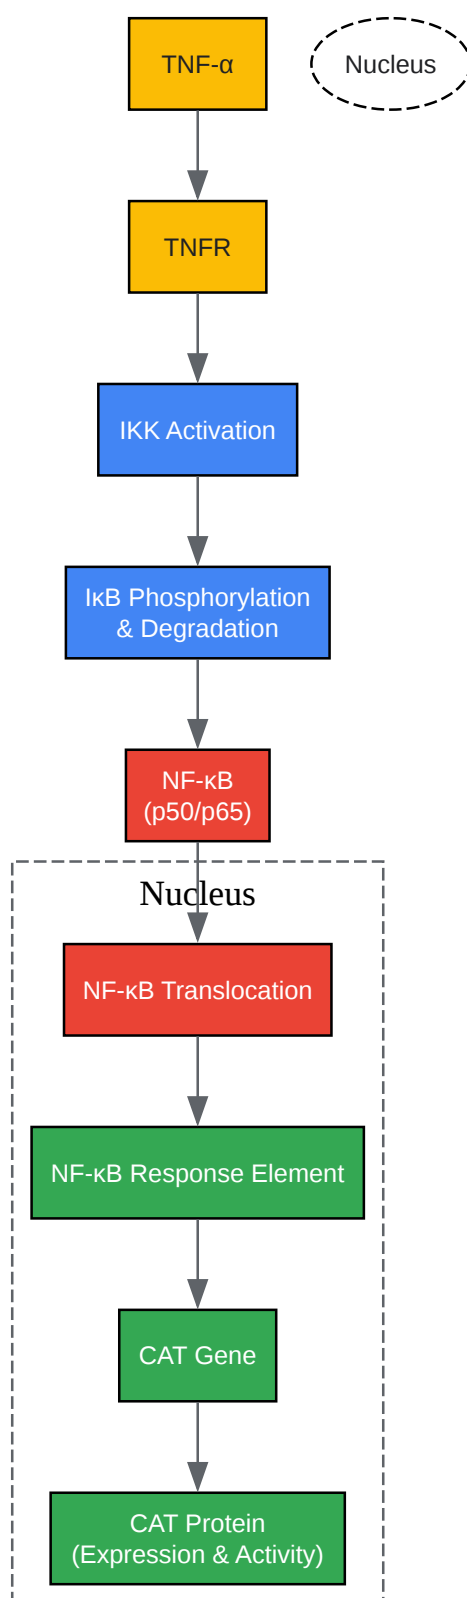 TNF-α
Nucleus
TNFR
IKK Activation
IκB Phosphorylation
& Degradation
NF-κB
(p50/p65)
Nucleus
NF-κB Translocation
NF-κB Response Element
CAT Gene
CAT Protein
(Expression & Activity)